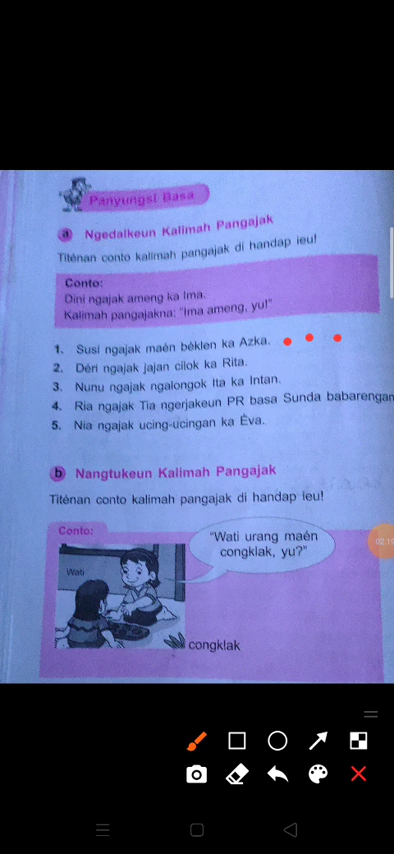 Panyungsi Basa
a Ngedalkeun Kalimah Pangajak
Titénan conto kalimah pangajak di handap ieu!
Conto:
Dini ngajak ameng ka Ima.
Kalimah pangajakna: "Ima ameng, yu!"
1. Susi ngajak maén béklen ka Azka.
2. Déri ngajak jajan cilok ka Rita.
3. Nunu ngajak ngalongok Ita ka Intan.
4. Ria ngajak Tia ngerjakeun PR basa Sunda babarengan
5. Nia ngajak ucing-ucingan ka Éva.
b Nangtukeun Kalimah Pangajak
Titénan conto kalimah pangajak di handap ieu!
Conto:
"Wati urang maén
congklak, yu?"
Wati
congklak
02:10